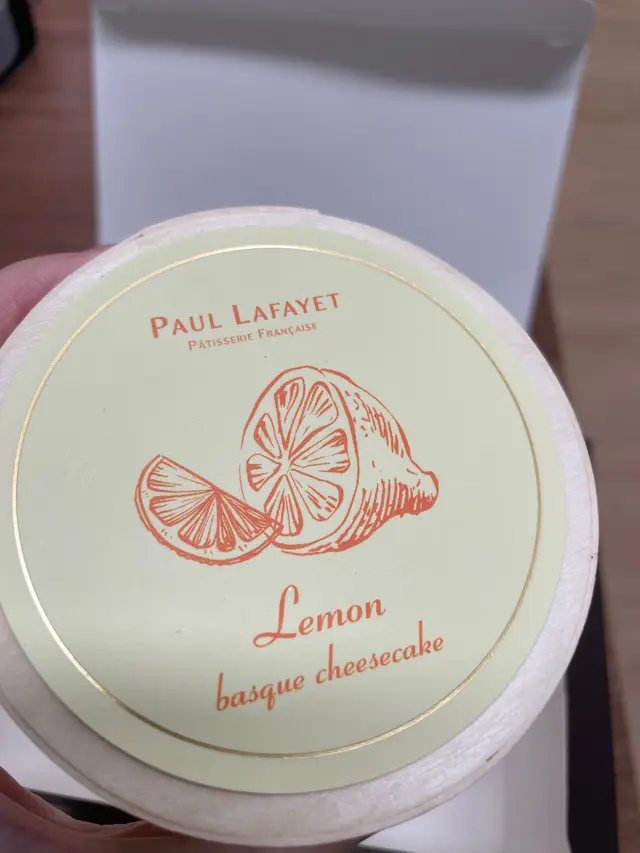 PAUL LAFAYET
PÂTISSERIE FRANÇAISE
Lemon
basque cheesecake